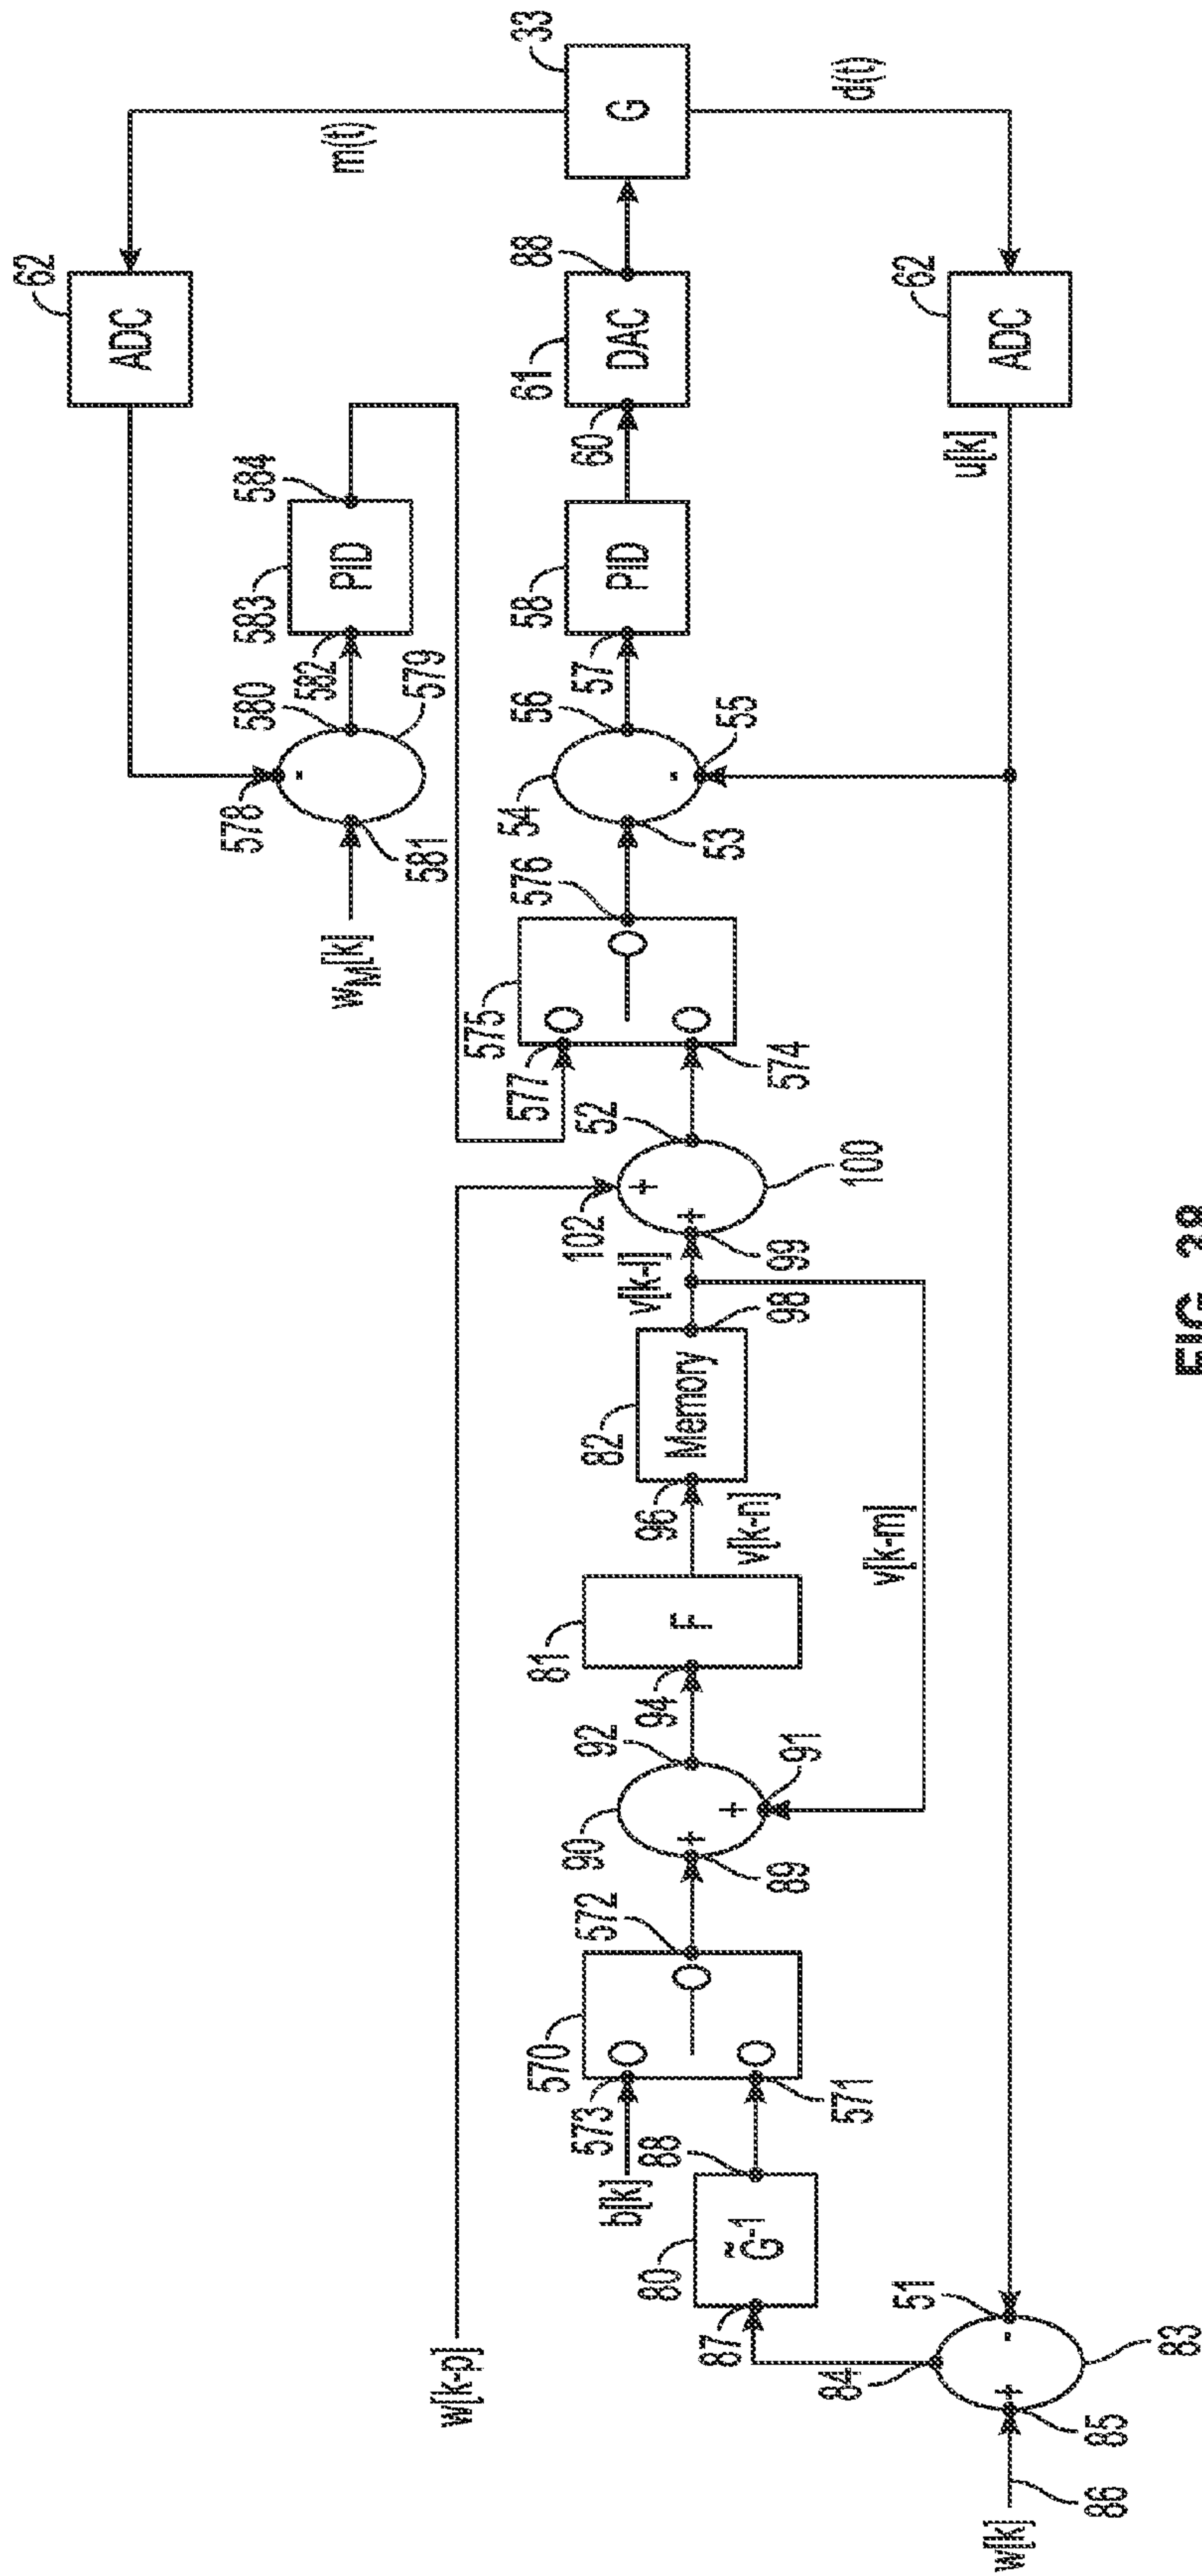 33
G
m(t)
d(t)
62
ADC
62
ADC
u[k]
88
61
DAC
60
584
583
PID
582
58
PID
57
580
579
578
581
wM[k]
56
54
55
53
576
575
577
574
52
100
102
99
v[k-l]
98
82
Memory
96
v[k-n]
v[k-m]
81
F
94
92
90
91
89
572
570
573
571
b[k]
88
80
G̃-1
87
w[k-p]
51
84
83
85
86
w[k]
+
-
+
+
+
+
-
-
FIG. 38